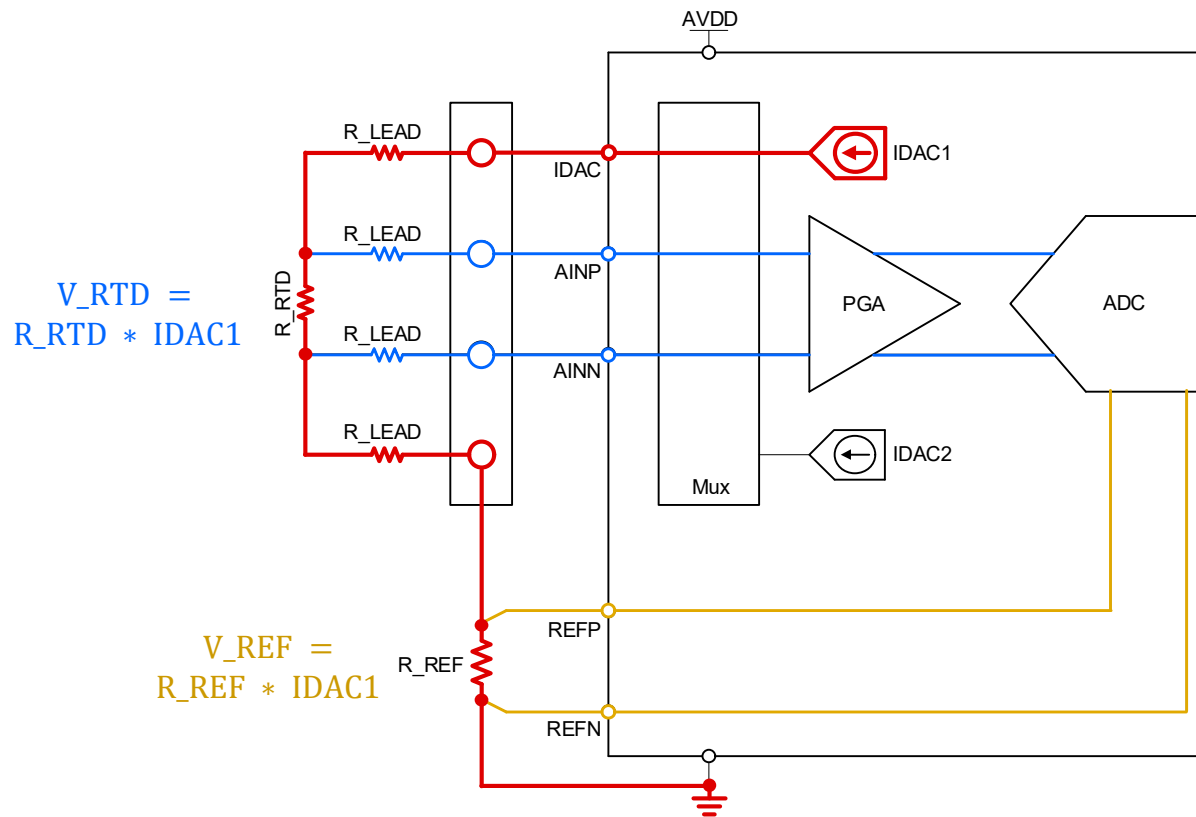 AVDD
R_LEAD
IDAC
IDAC1
R_LEAD
AINP
R_RTD
V_RTD =
R_RTD * IDAC1
PGA
ADC
R_LEAD
AINN
R_LEAD
IDAC2
Mux
REFP
V_REF =
R_REF * IDAC1
R_REF
REFN